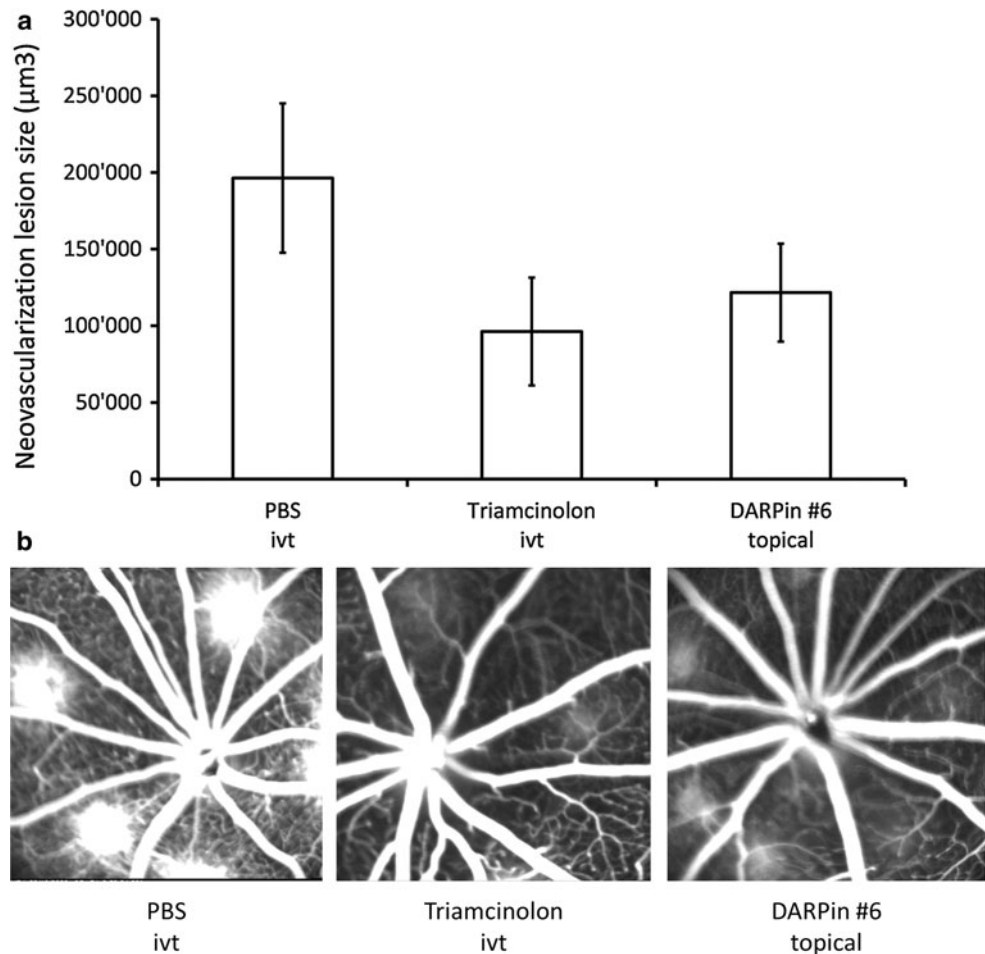 a
Neovascularization lesion size (µm3)
300'000
250'000
200'000
150'000
100'000
50'000
0
PBS
ivt
Triamcinolon
ivt
DARPin #6
topical
b
PBS
ivt
Triamcinolon
ivt
DARPin #6
topical